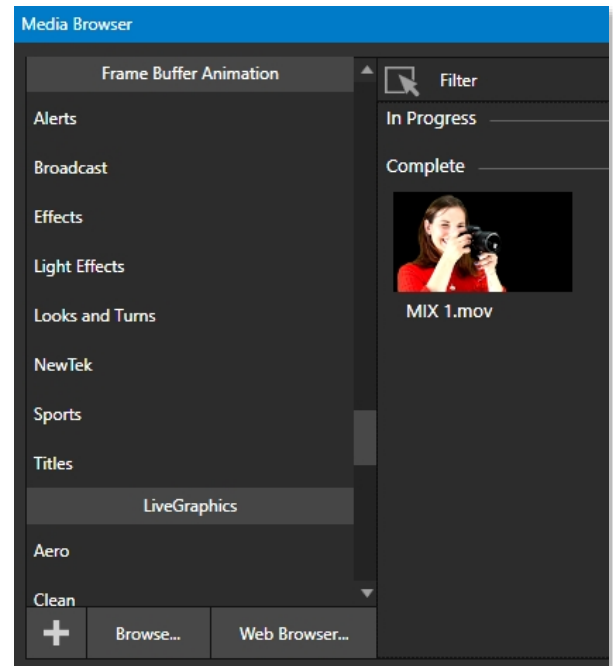 Media Browser
Frame Buffer Animation
Alerts
Broadcast
Effects
Light Effects
Looks and Turns
NewTek
Sports
Titles
LiveGraphics
Aero
Clean
Browse...
Web Browser...
Filter
In Progress
Complete
MIX 1.mov